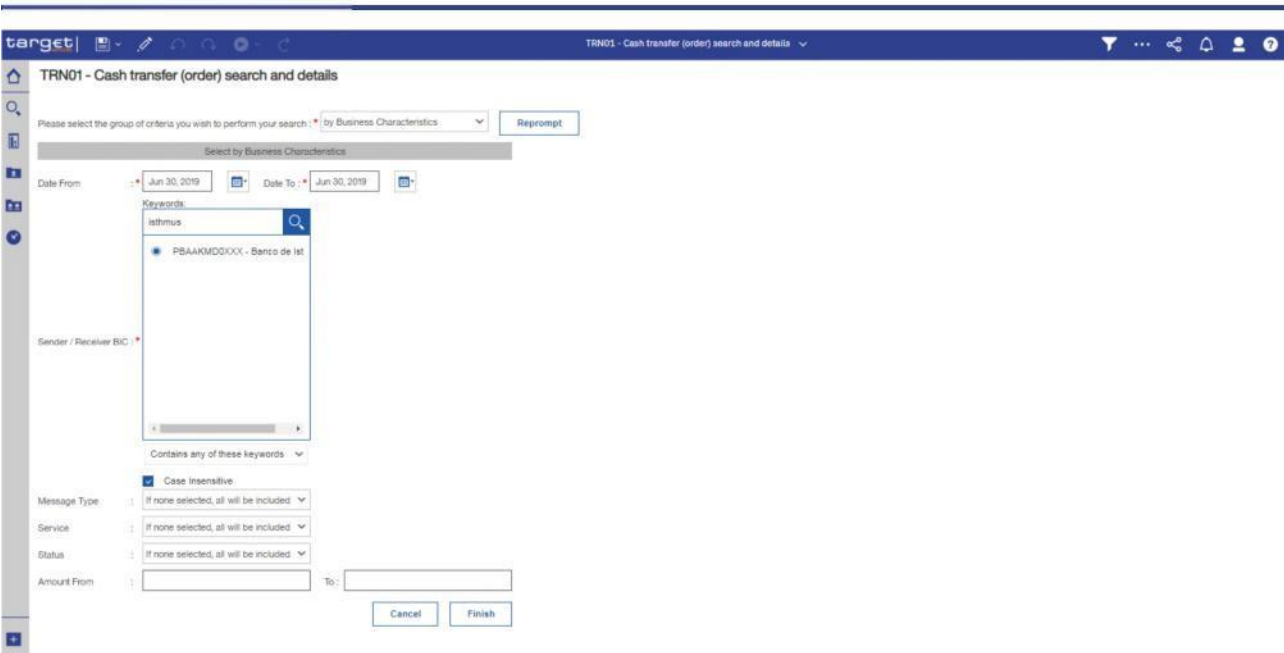 target|
TRN01 - Cash transfer (order) search and details
TRN01 - Cash transfer (order) search and details
Please select the group of criteria you wish to perform your search : * by Business Characteristics Reprompt
Select by Business Characteristics
Date From : * Jun 30, 2019 Date To : * Jun 30, 2019
Keywords:
isthmus
PBAAKMD0XXX - Banco de Ist
Sender / Receiver BIC : *
Contains any of these keywords
Case Insensitive
Message Type : If none selected, all will be included
Service : If none selected, all will be included
Status : If none selected, all will be included
Amount From : To :
Cancel Finish